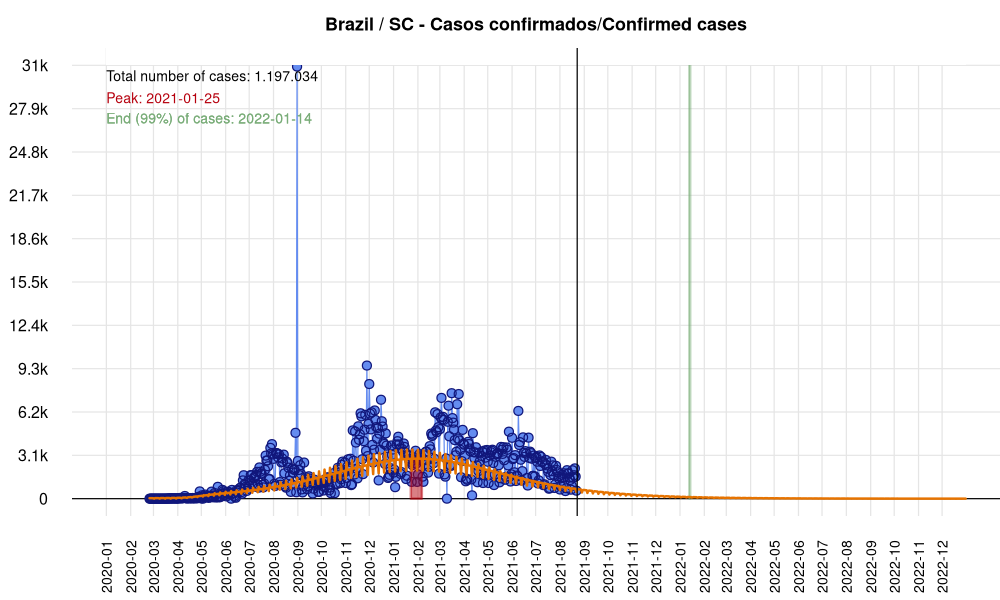 Brazil / SC - Casos confirmados/Confirmed cases
Total number of cases: 1.197.034
Peak: 2021-01-25
End (99%) of cases: 2022-01-14
31k
27.9k
24.8k
21.7k
18.6k
15.5k
12.4k
9.3k
6.2k
3.1k
0
2020-01
2020-02
2020-03
2020-04
2020-05
2020-06
2020-07
2020-08
2020-09
2020-10
2020-11
2020-12
2021-01
2021-02
2021-03
2021-04
2021-05
2021-06
2021-07
2021-08
2021-09
2021-10
2021-11
2021-12
2022-01
2022-02
2022-03
2022-04
2022-05
2022-06
2022-07
2022-08
2022-09
2022-10
2022-11
2022-12